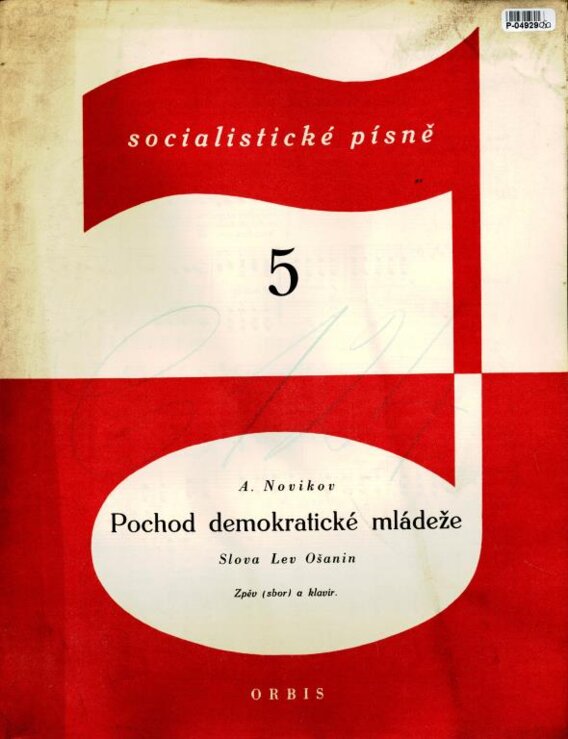 P-04929
socialistické písně
5
A. Novikov
Pochod demokratické mládeže
Slova Lev Ošanin
Zpěv (sbor) a klavír.
ORBIS